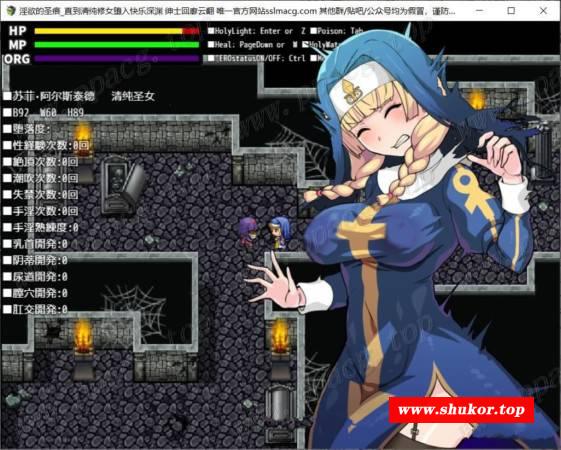 淫欲的圣痕_直到清纯修女堕入快乐深渊 绅士回廊云翻 唯一官方网站sslmacg.com 其他群/贴吧/公众号均为假冒，谨防...
HP
MP
ORG
■HolyLight: Enter or Z ■Poison: Tab
■Heal: PageDown or W ■HolyWate
■EROstatusON/OFF: Ctrl ■
■苏菲·阿尔斯泰德 清纯圣女
■B92 W60 H89
■堕落度:
■性経験次数:0回
■絶頂次数:0回
■潮吹次数:0回
■失禁次数:0回
■手淫次数:0回
■手淫熟練度:0
■乳首開発:0
■阴蒂開発:0
■尿道開発:0
■膣穴開発:0
■肛交開発:0
www.shukor.top